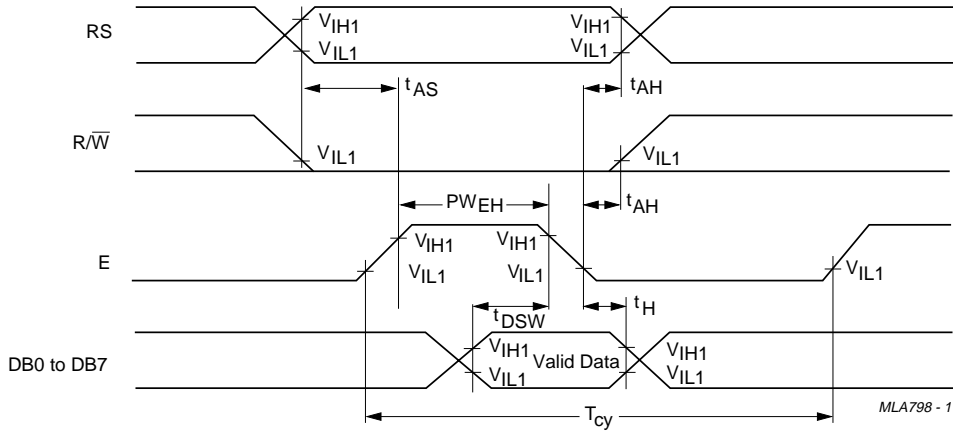 RS
VIH1
VIL1
VIH1
VIL1
tAS
tAH
R/W̅
VIL1
VIL1
PWEH
tAH
E
VIH1
VIL1
VIH1
VIL1
VIL1
tDSW
tH
DB0 to DB7
VIH1
VIL1
Valid Data
VIH1
VIL1
Tcy
MLA798 - 1